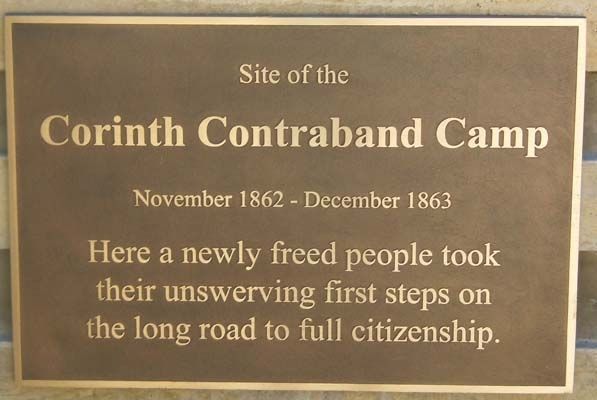 Site of the
Corinth Contraband Camp
November 1862 - December 1863
Here a newly freed people took
their unswerving first steps on
the long road to full citizenship.